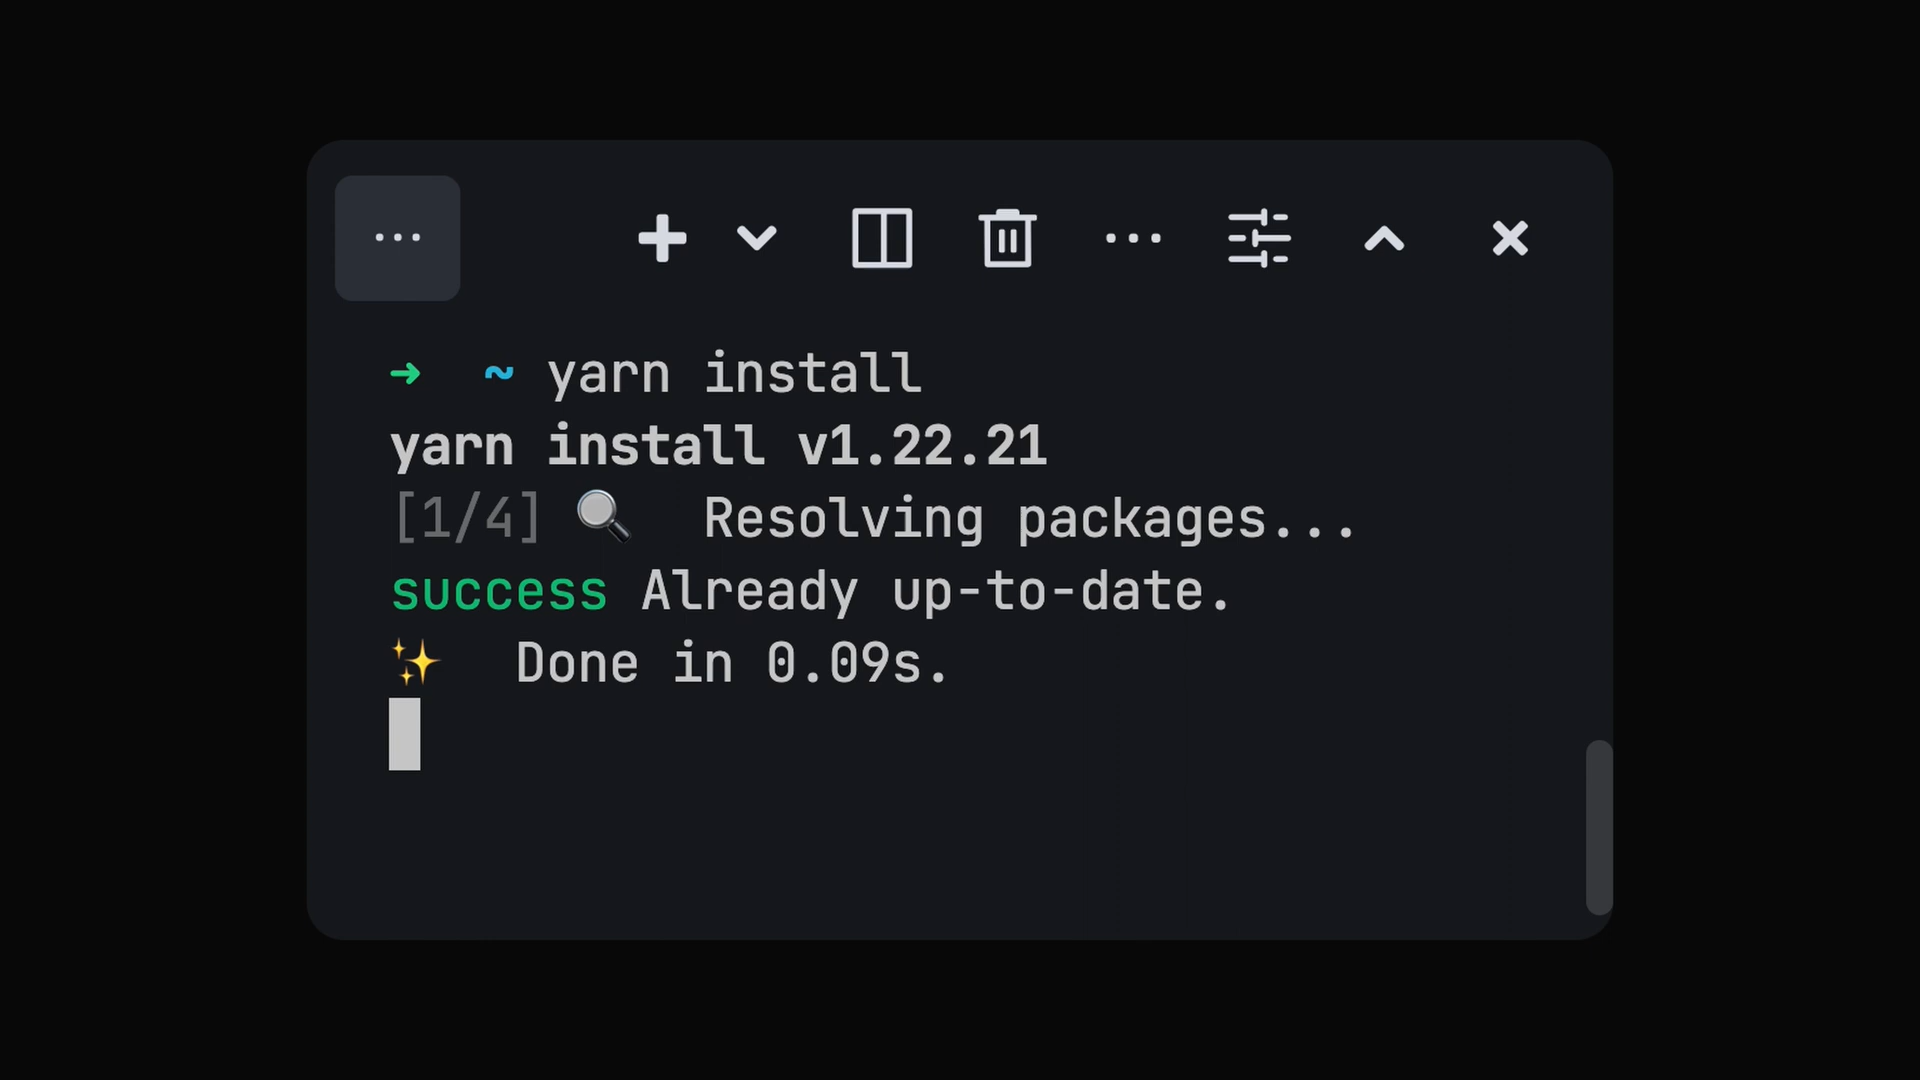 ➜ ~ yarn install
yarn install v1.22.21
[1/4] 🔍 Resolving packages...
success Already up-to-date.
✨ Done in 0.09s.